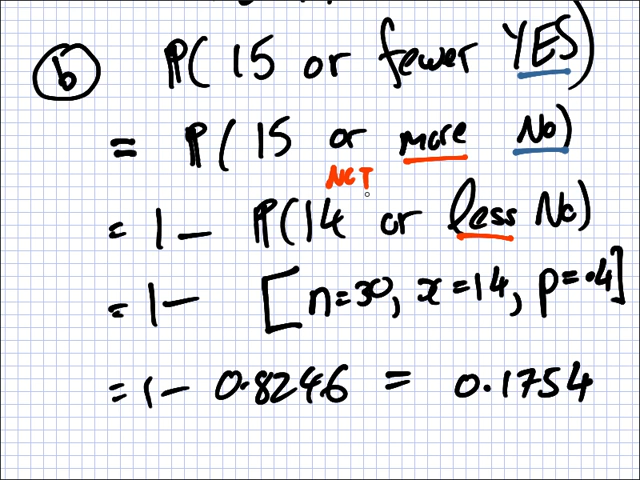 b P(15 or fewer YES)
= P(15 or more No)
NOT
= 1 - P(14 or less No)
= 1 - [n=30, x=14, p=.4]
= 1 - 0.8246 = 0.1754